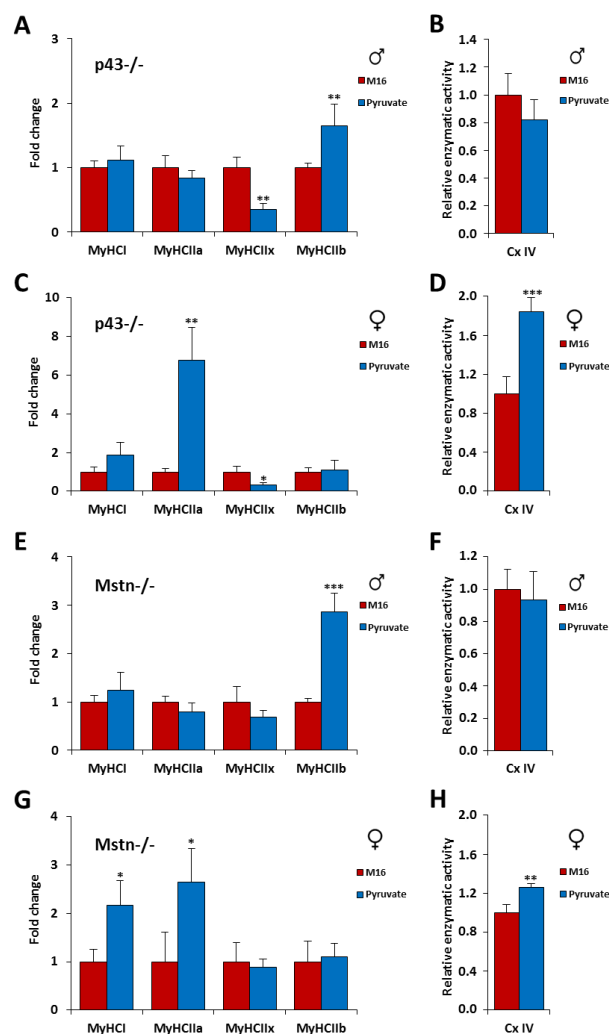 A
p43-/-
♂
M16
Pyruvate
Fold change
3
2
1
0
**
**
MyHCI MyHCIIa MyHCIIx MyHCIIb
B
♂
M16
Pyruvate
Relative enzymatic activity
1.4
1.2
1.0
0.8
0.6
0.4
0.2
0.0
Cx IV
C
p43-/-
♀
M16
Pyruvate
Fold change
10
8
6
4
2
0
**
*
MyHCI MyHCIIa MyHCIIx MyHCIIb
D
♀
M16
Pyruvate
Relative enzymatic activity
2.0
1.6
1.2
0.8
0.4
0.0
***
Cx IV
E
Mstn-/-
♂
M16
Pyruvate
Fold change
4
3
2
1
0
***
MyHCI MyHCIIa MyHCIIx MyHCIIb
F
♂
M16
Pyruvate
Relative enzymatic activity
1.2
1.0
0.8
0.6
0.4
0.2
0.0
Cx IV
G
Mstn-/-
♀
M16
Pyruvate
Fold change
4
3
2
1
0
*
*
MyHCI MyHCIIa MyHCIIx MyHCIIb
H
♀
M16
Pyruvate
Relative enzymatic activity
2.0
1.6
1.2
0.8
0.4
0.0
**
Cx IV